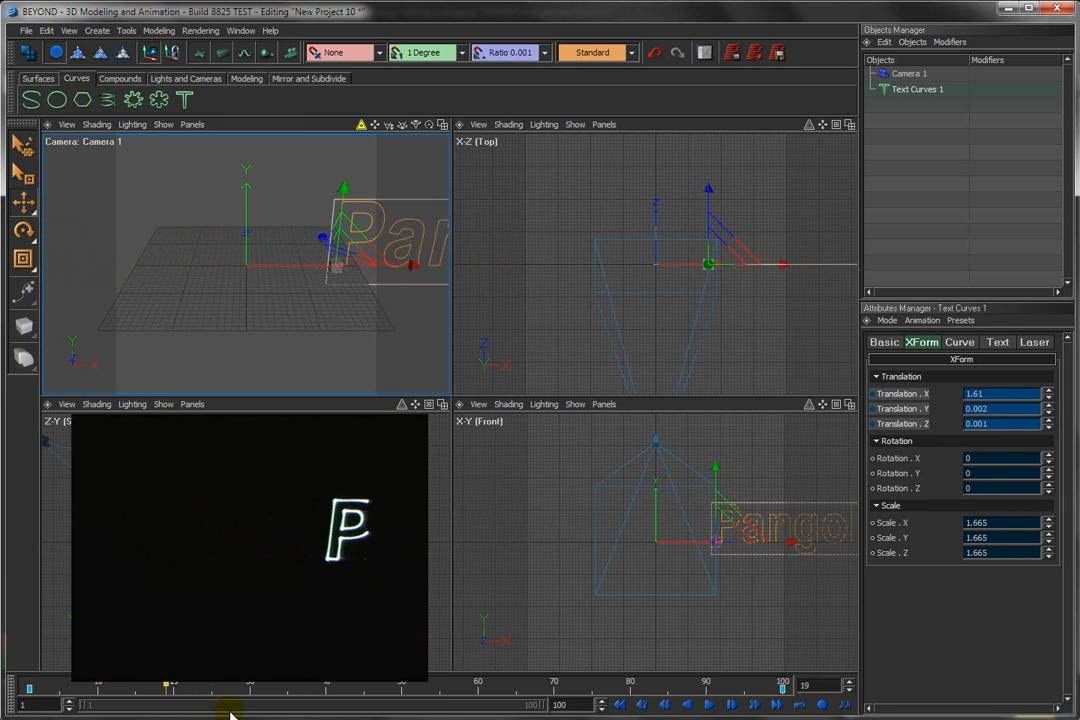 BEYOND - 3D Modeling and Animation - Build 8825 TEST - Editing "New Project 10 *"
File Edit View Create Tools Modeling Rendering Window Help
None 1 Degree Ratio 0.001 Standard
Surfaces Curves Compounds Lights and Cameras Modeling Mirror and Subdivide
View Shading Lighting Show Panels
Camera: Camera 1
Y
Pan
Y
X
View Shading Lighting Show Panels
X-Z (Top)
Z
Z
X
View Shading Lighting Show Panels
Z-Y (S
P
View Shading Lighting Show Panels
X-Y (Front)
Y
Pangol
Y
X
Objects Manager
Edit Objects Modifiers
Objects Modifiers
Camera 1
Text Curves 1
Attributes Manager - Text Curves 1
Mode Animation Presets
Basic XForm Curve Text Laser
XForm
Translation
Translation . X 1.61
Translation . Y 0.002
Translation . Z 0.001
Rotation
Rotation . X 0
Rotation . Y 0
Rotation . Z 0
Scale
Scale . X 1.665
Scale . Y 1.665
Scale . Z 1.665
60 70 80 90 100 19
1 1 100 100